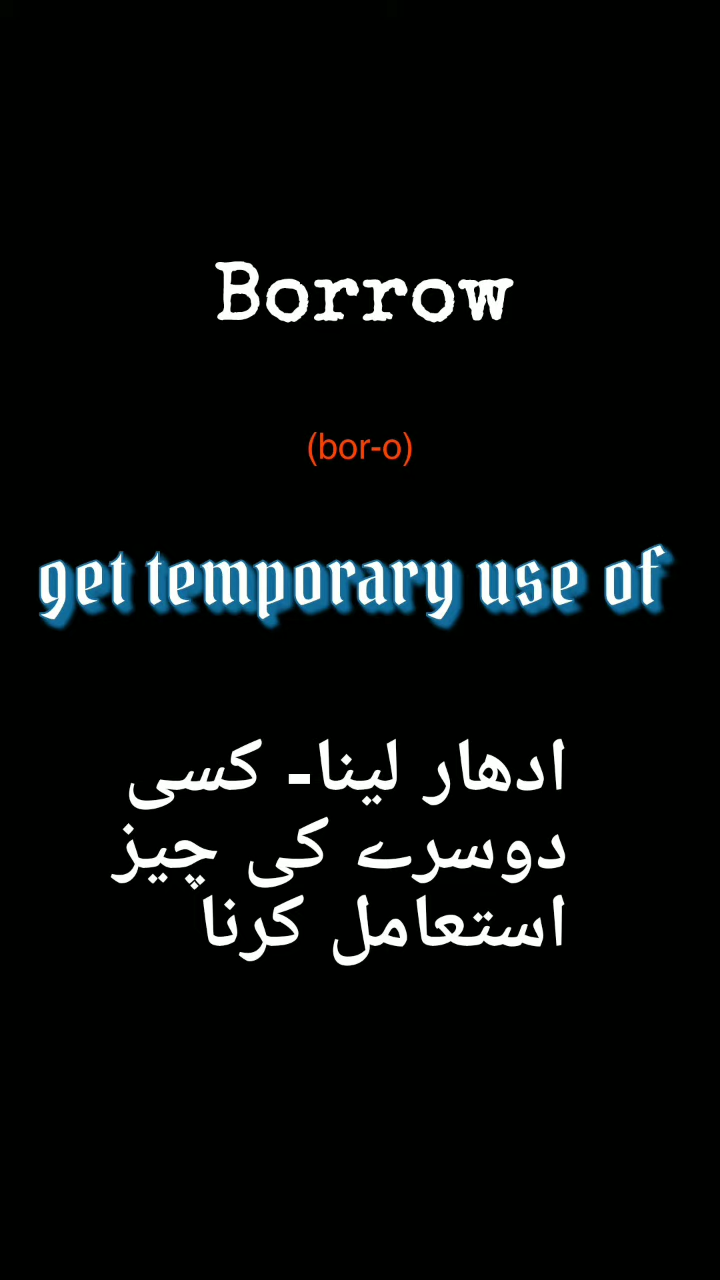 Borrow
(bor-o)
get temporary use of
ادھار لینا۔ کسی
دوسرے کی چیز
استعامل کرنا